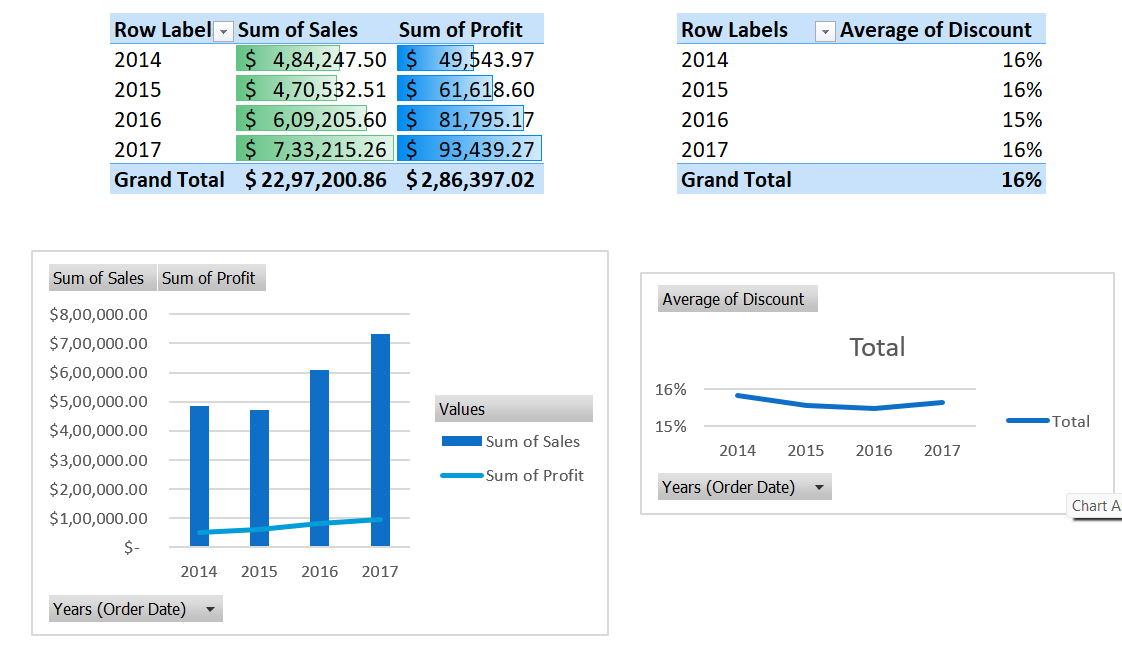 Row Label Sum of Sales Sum of Profit
2014 $ 4,84,247.50 $ 49,543.97
2015 $ 4,70,532.51 $ 61,618.60
2016 $ 6,09,205.60 $ 81,795.17
2017 $ 7,33,215.26 $ 93,439.27
Grand Total $ 22,97,200.86 $ 2,86,397.02
Row Labels Average of Discount
2014 16%
2015 16%
2016 15%
2017 16%
Grand Total 16%
Sum of Sales Sum of Profit
$8,00,000.00
$7,00,000.00
$6,00,000.00
$5,00,000.00
$4,00,000.00
$3,00,000.00
$2,00,000.00
$1,00,000.00
$-
2014 2015 2016 2017
Values
Sum of Sales
Sum of Profit
Years (Order Date)
Average of Discount
Total
16%
15%
2014 2015 2016 2017
Total
Years (Order Date)
Chart A